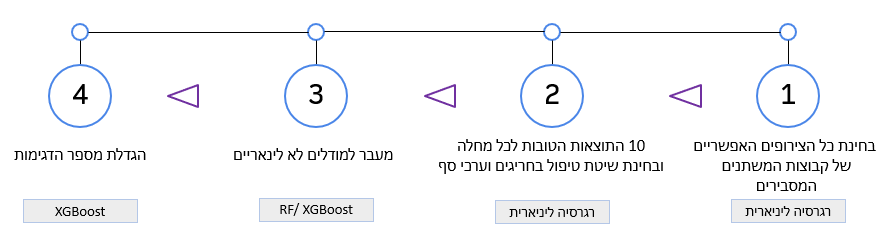 1
בחינת כל הצירופים האפשריים
של קבוצות המשתנים
המסבירים
רגרסיה ליניארית
2
10 התוצאות הטובות לכל מחלה
ובחינת שיטת טיפול בחריגים וערכי סף
רגרסיה ליניארית
3
מעבר למודלים לא לינאריים
RF/ XGBoost
4
הגדלת מספר הדגימות
XGBoost